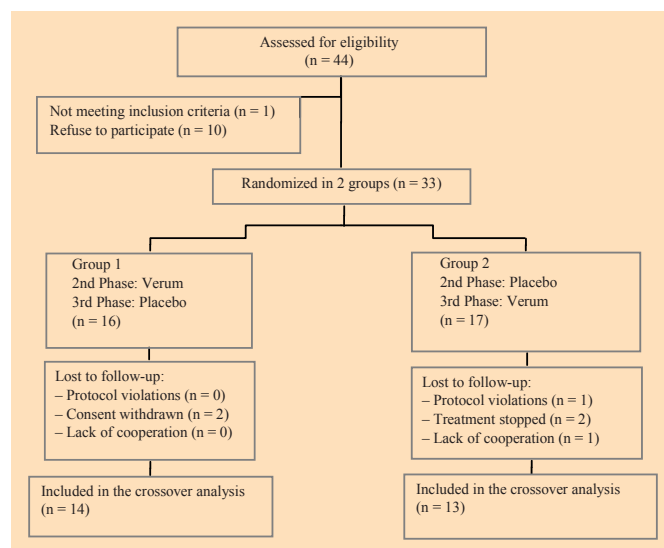 Assessed for eligibility
(n = 44)
Not meeting inclusion criteria (n = 1)
Refuse to participate (n = 10)
Randomized in 2 groups (n = 33)
Group 1
2nd Phase: Verum
3rd Phase: Placebo
(n = 16)
Group 2
2nd Phase: Placebo
3rd Phase: Verum
(n = 17)
Lost to follow-up:
– Protocol violations (n = 0)
– Consent withdrawn (n = 2)
– Lack of cooperation (n = 0)
Lost to follow-up:
– Protocol violations (n = 1)
– Treatment stopped (n = 2)
– Lack of cooperation (n = 1)
Included in the crossover analysis
(n = 14)
Included in the crossover analysis
(n = 13)